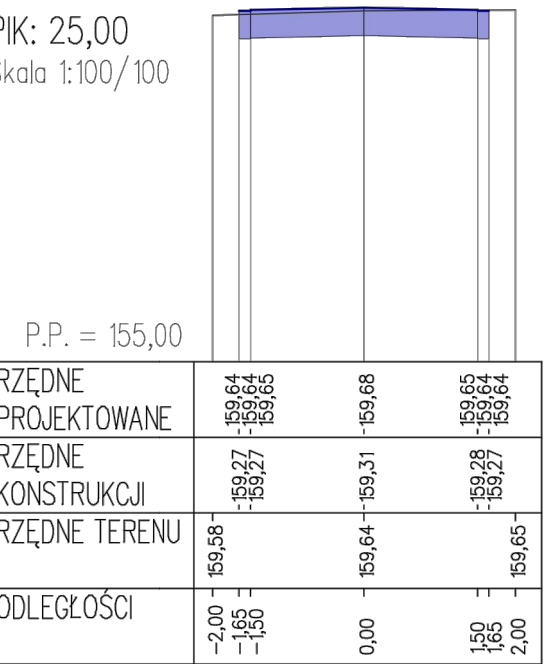 PIK: 25,00
Skala 1:100/100
P.P. = 155,00
RZĘDNE
PROJEKTOWANE
159,64
159,64
159,65
159,68
159,65
159,64
159,64
RZĘDNE
KONSTRUKCJI
159,27
159,27
159,31
159,28
159,27
RZĘDNE TERENU
159,58
159,64
159,65
ODLEGŁOŚCI
-2,00
-1,65
-1,50
0,00
1,50
1,65
2,00